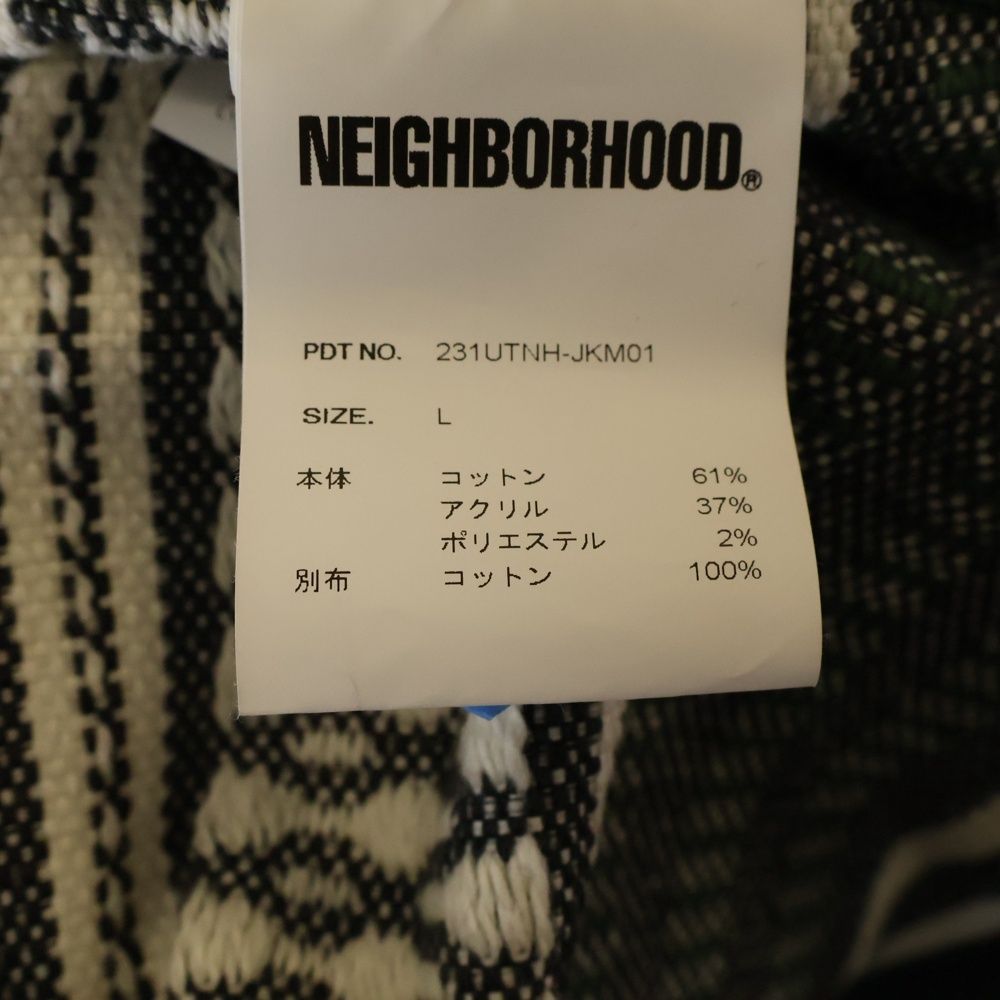 NEIGHBORHOOD®
PDT NO. 231UTNH-JKM01
SIZE. L
本体 コットン 61%
アクリル 37%
ポリエステル 2%
別布 コットン 100%